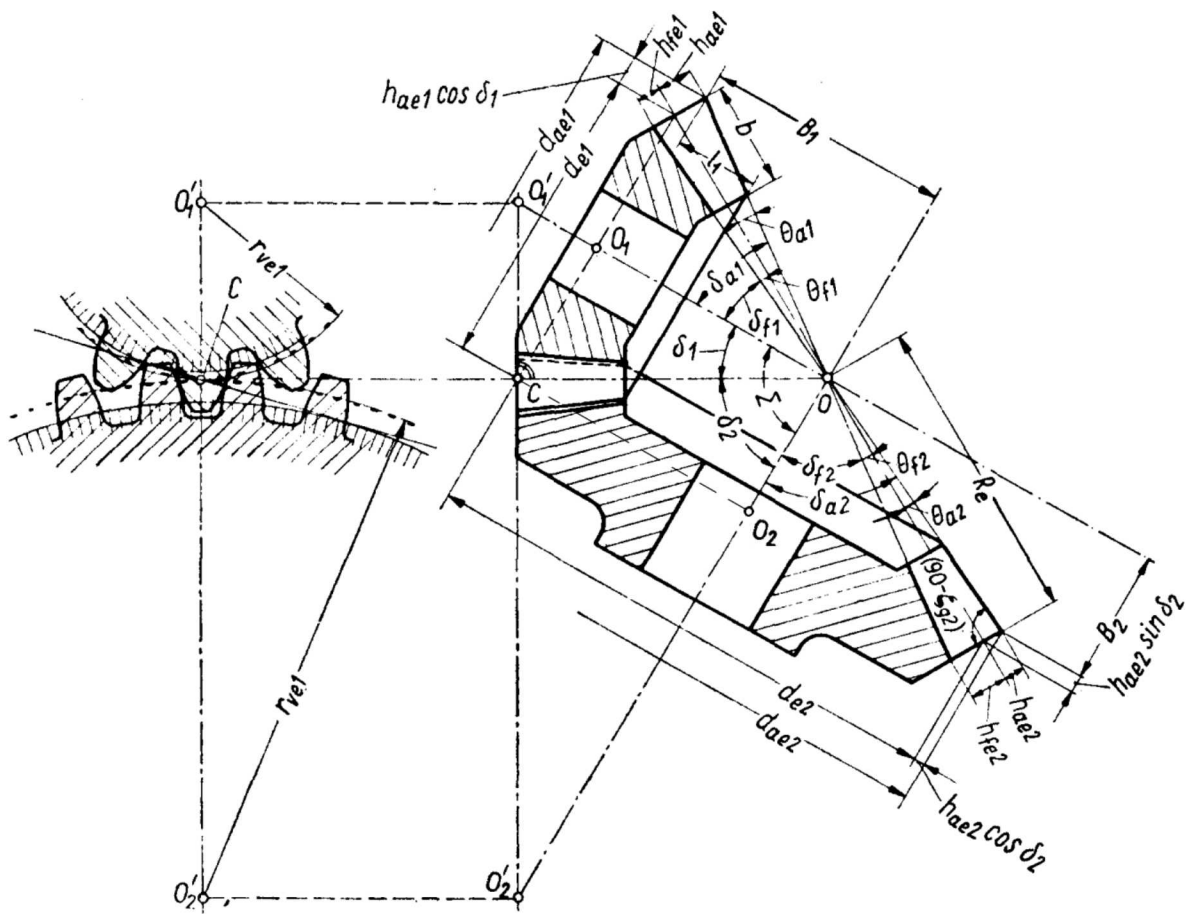 hfe1
hae1
hae1 cos δ1
dae1
de1
B1
b
l1
O1'
O1'
O1
rve1
C
θa1
θf1
δa1
δf1
δ1
Σ
δ2
C
O
δf2
δa2
θf2
θa2
Re
O2
(90-ζg2)
B2
hae2 sin δ2
hae2
hfe2
de2
dae2
hae2 cos δ2
rve1
O2'
O2'